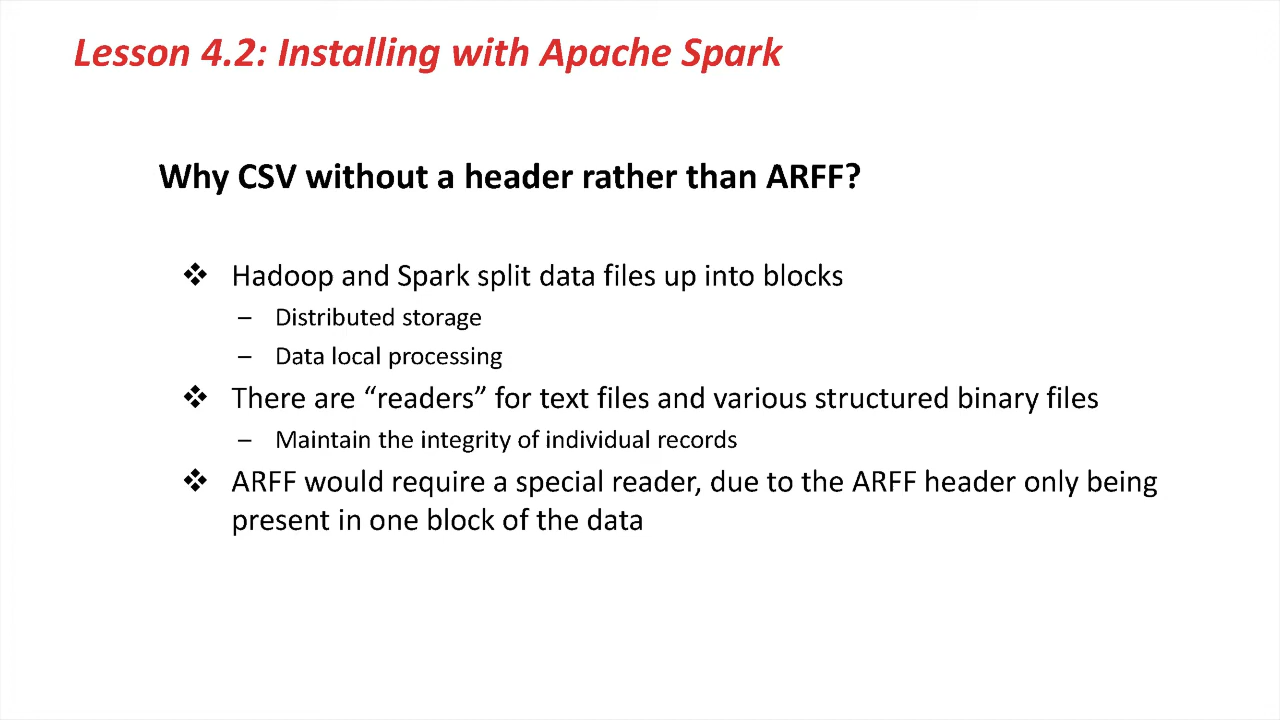 Lesson 4.2: Installing with Apache Spark
Why CSV without a header rather than ARFF?
❖ Hadoop and Spark split data files up into blocks
– Distributed storage
– Data local processing
❖ There are “readers” for text files and various structured binary files
– Maintain the integrity of individual records
❖ ARFF would require a special reader, due to the ARFF header only being
present in one block of the data